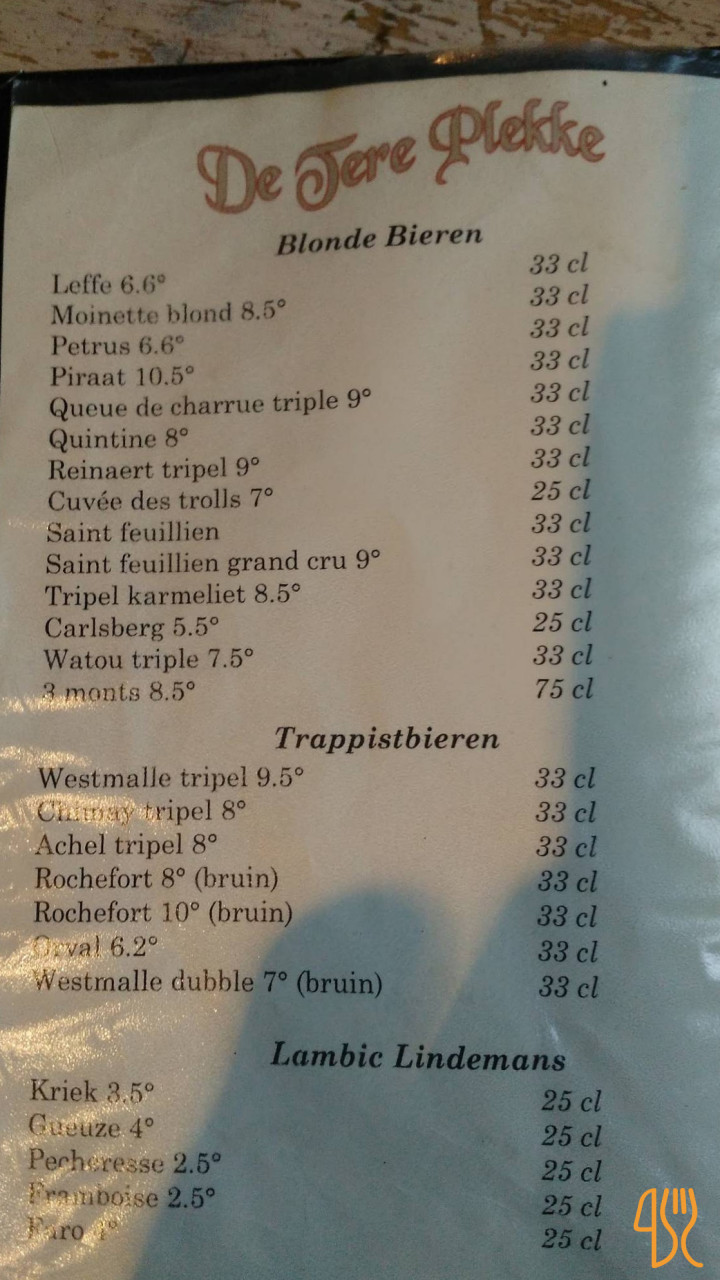 De Tere Plekke
Blonde Bieren
Leffe 6.6° 33 cl
Moinette blond 8.5° 33 cl
Petrus 6.6° 33 cl
Piraat 10.5° 33 cl
Queue de charrue triple 9° 33 cl
Quintine 8° 33 cl
Reinaert tripel 9° 33 cl
Cuvée des trolls 7° 25 cl
Saint feuillien 33 cl
Saint feuillien grand cru 9° 33 cl
Tripel karmeliet 8.5° 33 cl
Carlsberg 5.5° 25 cl
Watou triple 7.5° 33 cl
3 monts 8.5° 75 cl
Trappistbieren
Westmalle tripel 9.5° 33 cl
Chimay tripel 8° 33 cl
Achel tripel 8° 33 cl
Rochefort 8° (bruin) 33 cl
Rochefort 10° (bruin) 33 cl
Orval 6.2° 33 cl
Westmalle dubble 7° (bruin) 33 cl
Lambic Lindemans
Kriek 3.5° 25 cl
Gueuze 4° 25 cl
Pecheresse 2.5° 25 cl
Framboise 2.5° 25 cl
Faro 4° 25 cl